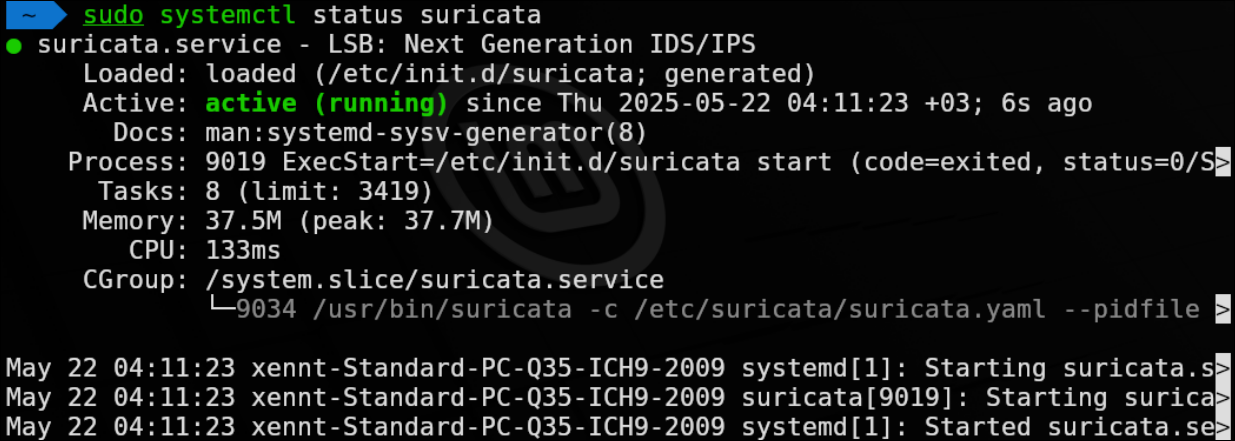 ~ sudo systemctl status suricata
● suricata.service - LSB: Next Generation IDS/IPS
Loaded: loaded (/etc/init.d/suricata; generated)
Active: active (running) since Thu 2025-05-22 04:11:23 +03; 6s ago
Docs: man:systemd-sysv-generator(8)
Process: 9019 ExecStart=/etc/init.d/suricata start (code=exited, status=0/S>
Tasks: 8 (limit: 3419)
Memory: 37.5M (peak: 37.7M)
CPU: 133ms
CGroup: /system.slice/suricata.service
└─9034 /usr/bin/suricata -c /etc/suricata/suricata.yaml --pidfile >
May 22 04:11:23 xennt-Standard-PC-Q35-ICH9-2009 systemd[1]: Starting suricata.s>
May 22 04:11:23 xennt-Standard-PC-Q35-ICH9-2009 suricata[9019]: Starting surica>
May 22 04:11:23 xennt-Standard-PC-Q35-ICH9-2009 systemd[1]: Started suricata.se>